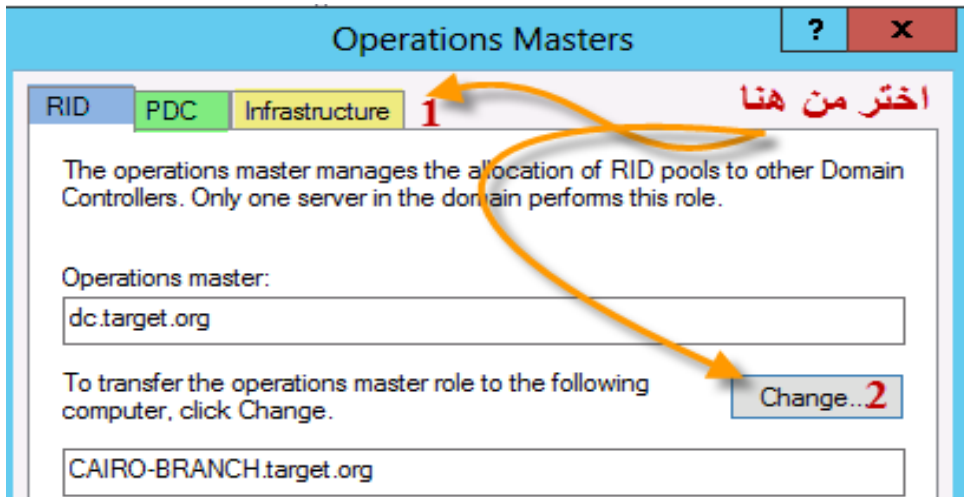 Operations Masters
? x
RID PDC Infrastructure 1 اختر من هنا
The operations master manages the allocation of RID pools to other Domain
Controllers. Only one server in the domain performs this role.
Operations master:
dc.target.org
To transfer the operations master role to the following
computer, click Change.
Change... 2
CAIRO-BRANCH.target.org